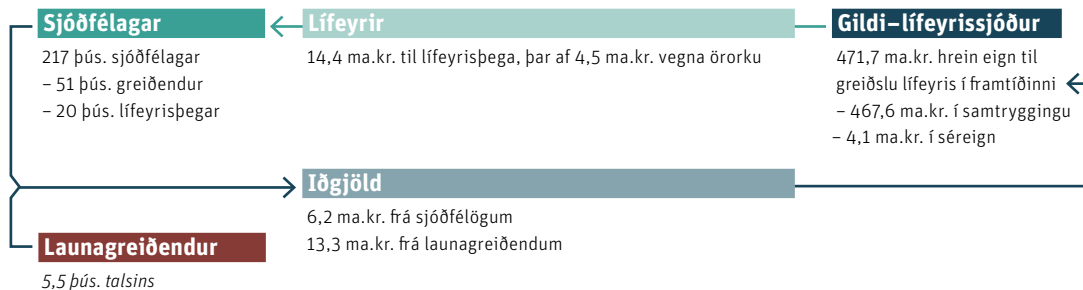 Sjóðfélagar
217 þús. sjóðfélagar
– 51 þús. greiðendur
– 20 þús. lífeyrisþegar
Lífeyrir
14,4 ma.kr. til lífeyrisþega, þar af 4,5 ma.kr. vegna örorku
Gildi–lífeyrissjóður
471,7 ma.kr. hrein eign til
greiðslu lífeyris í framtíðinni
– 467,6 ma.kr. í samtryggingu
– 4,1 ma.kr. í séreign
Iðgjöld
6,2 ma.kr. frá sjóðfélögum
13,3 ma.kr. frá launagreiðendum
Launagreiðendur
5,5 þús. talsins